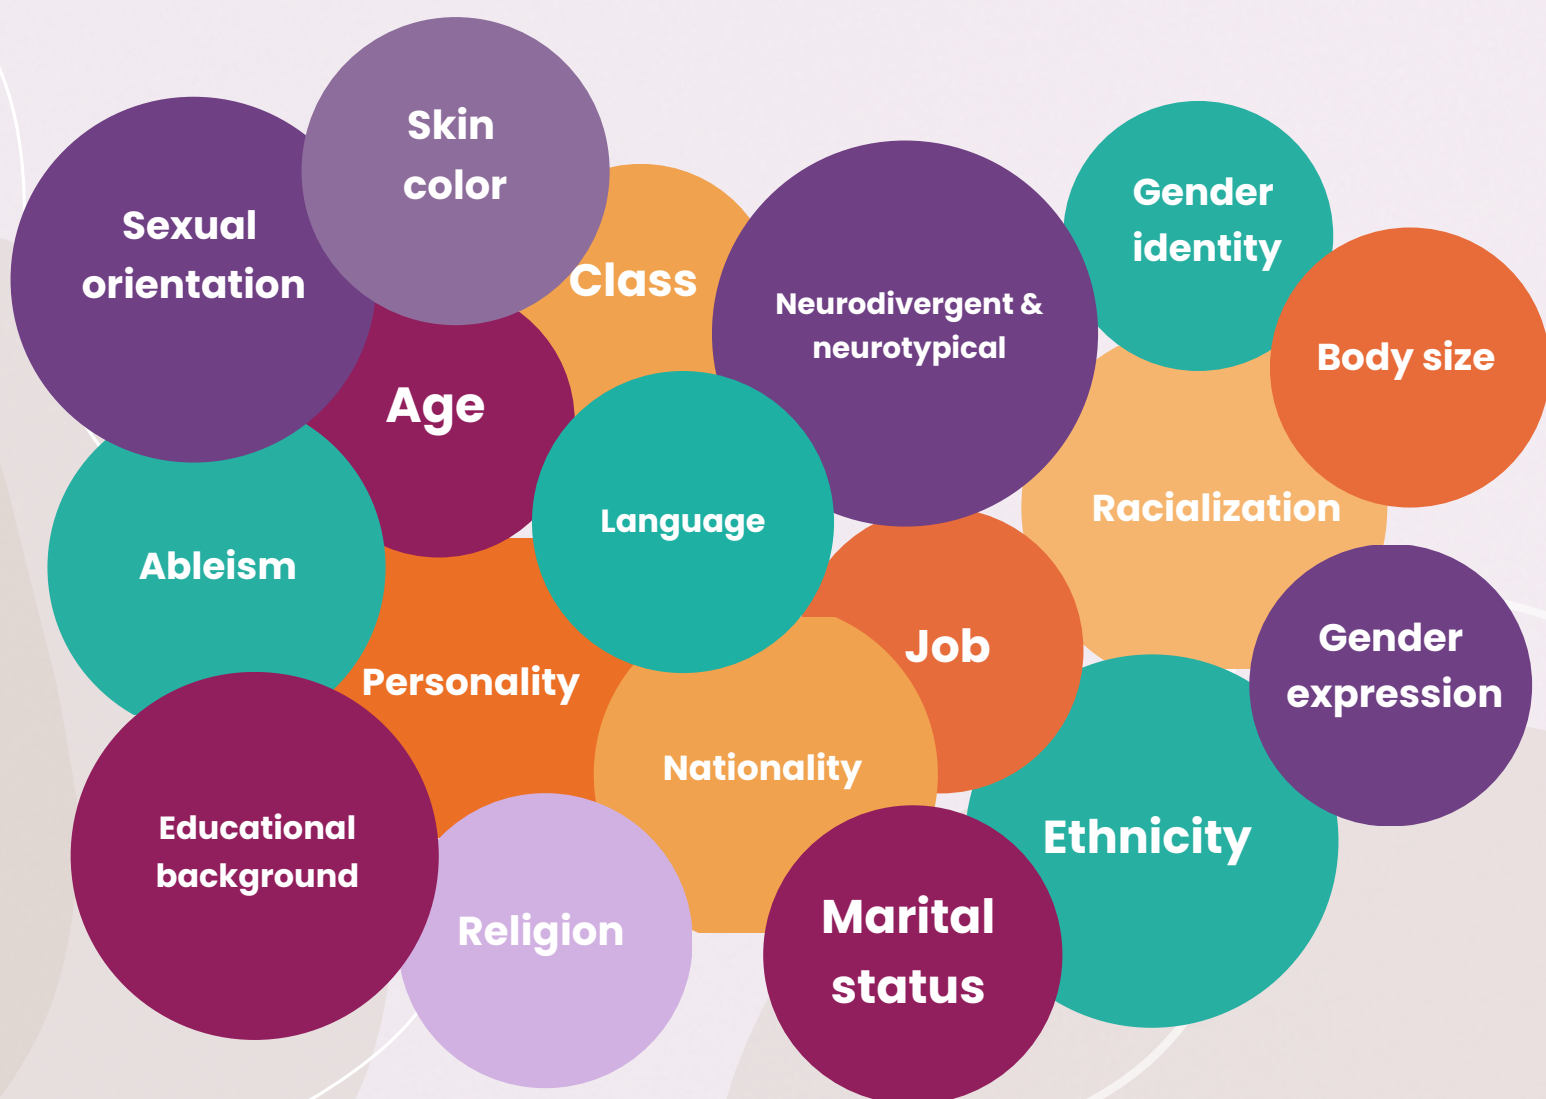 Skin
color
Sexual
orientation
Class
Gender
identity
Neurodivergent &
neurotypical
Body size
Age
Language
Racialization
Ableism
Personality
Job
Gender
expression
Nationality
Educational
background
Ethnicity
Religion
Marital
status